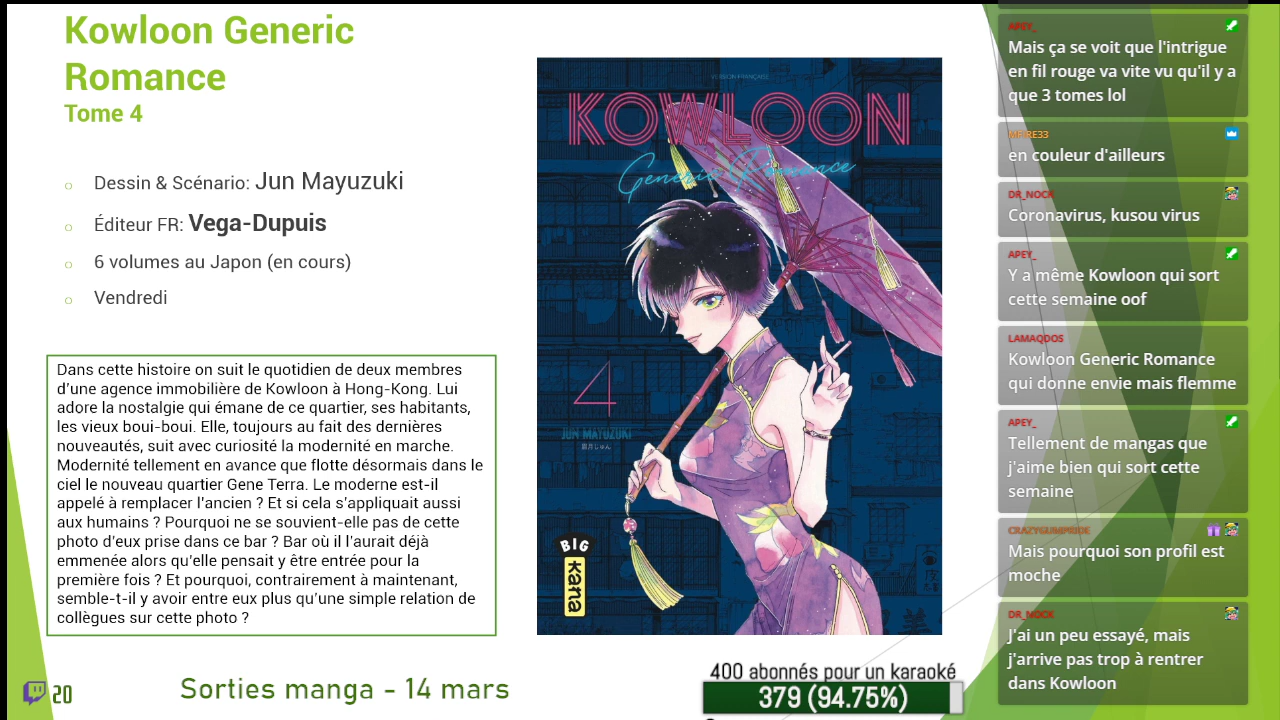 Kowloon Generic
Romance
Tome 4
Dessin & Scénario: Jun Mayuzuki
Éditeur FR: Vega-Dupuis
6 volumes au Japon (en cours)
Vendredi
Dans cette histoire on suit le quotidien de deux membres
d'une agence immobilière de Kowloon à Hong-Kong. Lui
adore la nostalgie qui émane de ce quartier, ses habitants,
les vieux boui-boui. Elle, toujours au fait des dernières
nouveautés, suit avec curiosité la modernité en marche.
Modernité tellement en avance que flotte désormais dans le
ciel le nouveau quartier Gene Terra. Le moderne est-il
appelé à remplacer l'ancien ? Et si cela s'appliquait aussi
aux humains ? Pourquoi ne se souvient-elle pas de cette
photo d'eux prise dans ce bar ? Bar où il l'aurait déjà
emmenée alors qu'elle pensait y être entrée pour la
première fois ? Et pourquoi, contrairement à maintenant,
semble-t-il y avoir entre eux plus qu'une simple relation de
collègues sur cette photo ?
VERSION FRANÇAISE
KOWLOON
Generic Romance
4
JUN MAYUZUKI
眉月じゅん
BIG
kana
20
Sorties manga - 14 mars
400 abonnés pour un karaoké
379 (94.75%)
APEY_
Mais ça se voit que l'intrigue
en fil rouge va vite vu qu'il y a
que 3 tomes lol
en couleur d'ailleurs
DR_NOCK
Coronavirus, kusou virus
APEY_
Y a même Kowloon qui sort
cette semaine oof
LAMAQDOS
Kowloon Generic Romance
qui donne envie mais flemme
APEY_
Tellement de mangas que
j'aime bien qui sort cette
semaine
Mais pourquoi son profil est
moche
DR_NOCK
J'ai un peu essayé, mais
j'arrive pas trop à rentrer
dans Kowloon